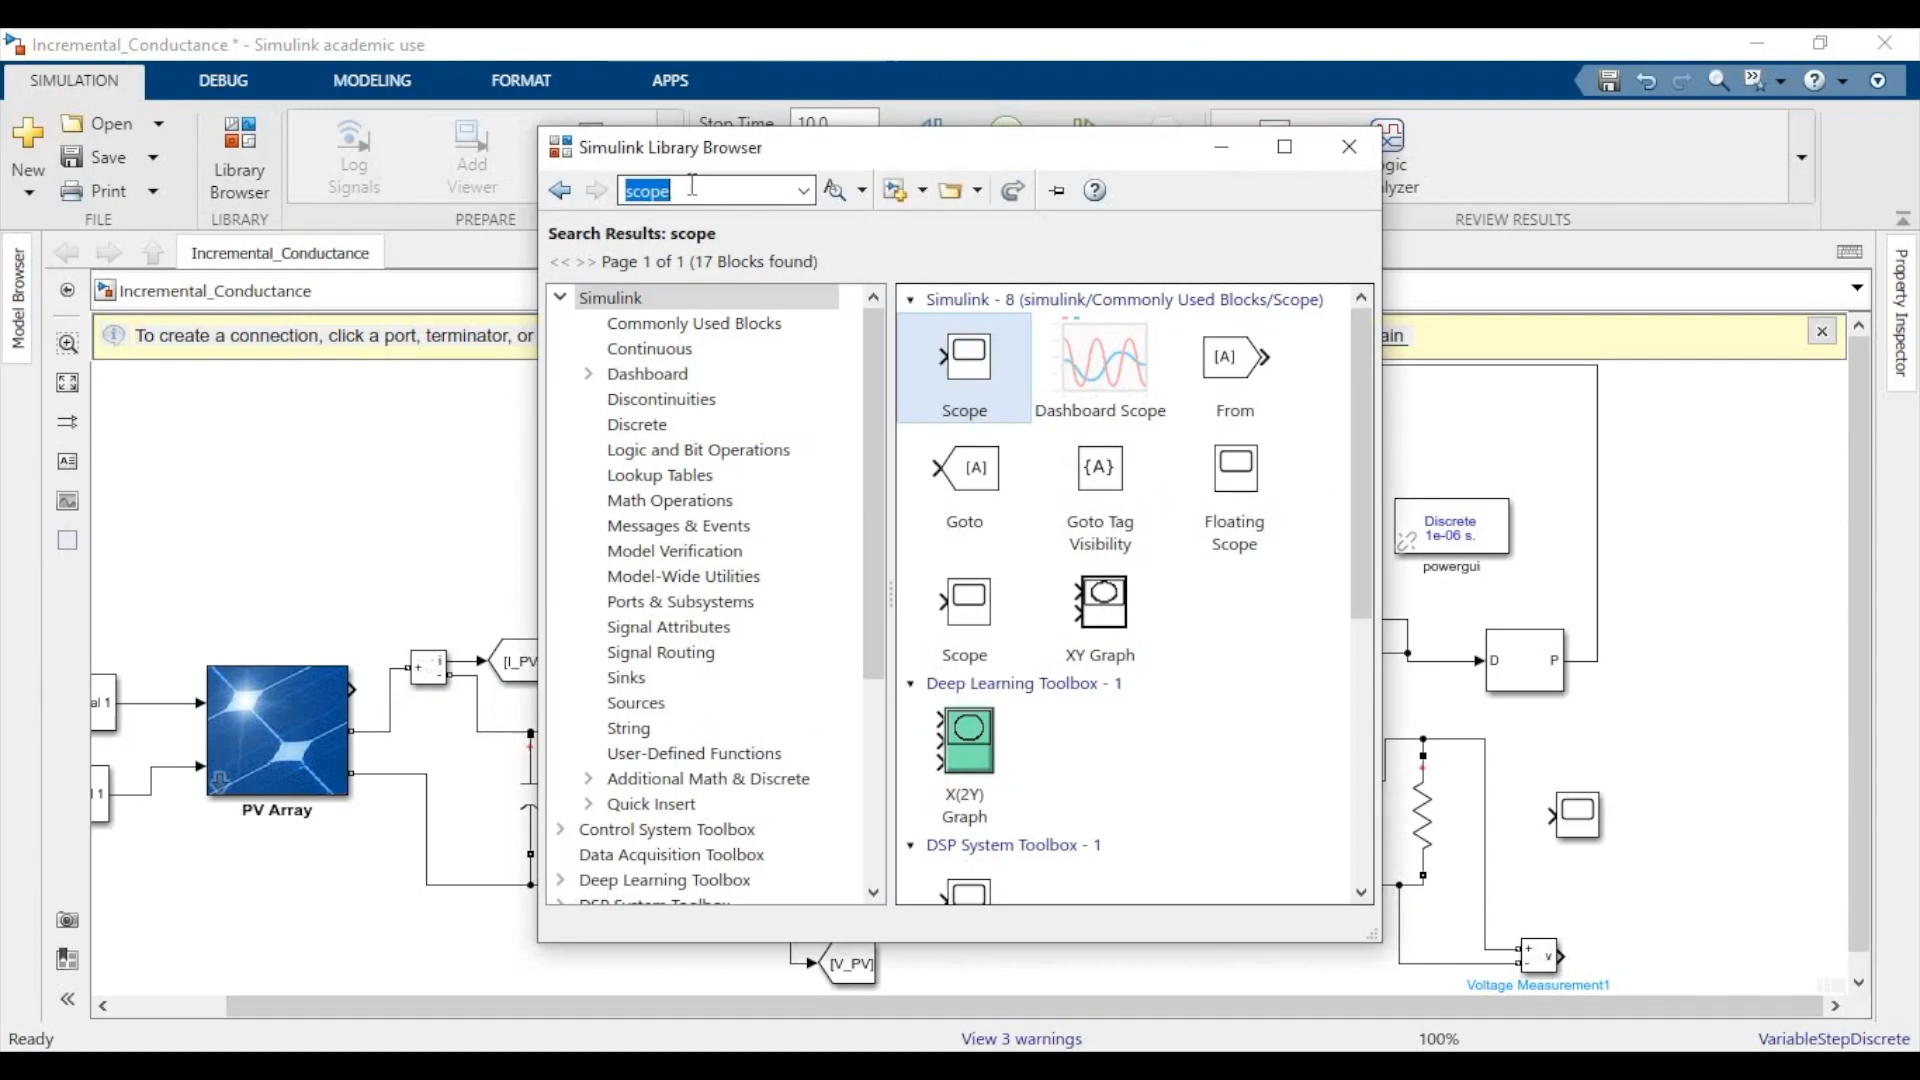 Incremental_Conductance * - Simulink academic use
SIMULATION
DEBUG
MODELING
FORMAT
APPS
New
Open
Save
Print
FILE
Library
Browser
LIBRARY
Log
Signals
Add
Viewer
PREPARE
Stop Time
10.0
REVIEW RESULTS
Simulink Library Browser
scope
Search Results: scope
<< >> Page 1 of 1 (17 Blocks found)
Simulink
Commonly Used Blocks
Continuous
Dashboard
Discontinuities
Discrete
Logic and Bit Operations
Lookup Tables
Math Operations
Messages & Events
Model Verification
Model-Wide Utilities
Ports & Subsystems
Signal Attributes
Signal Routing
Sinks
Sources
String
User-Defined Functions
Additional Math & Discrete
Quick Insert
Control System Toolbox
Data Acquisition Toolbox
Deep Learning Toolbox
DSP System Toolbox
Simulink - 8 (simulink/Commonly Used Blocks/Scope)
Scope
Dashboard Scope
[A]
From
[A]
Goto
{A}
Goto Tag
Visibility
Floating
Scope
Scope
XY Graph
Deep Learning Toolbox - 1
X(2Y)
Graph
DSP System Toolbox - 1
Model Browser
Property Inspector
Incremental_Conductance
Incremental_Conductance
To create a connection, click a port, terminator, or
ain
al 1
l 1
PV Array
[I_PV
[V_PV]
Discrete
1e-06 s.
powergui
D
P
+
-
v
Voltage Measurement1
Ready
View 3 warnings
100%
VariableStepDiscrete